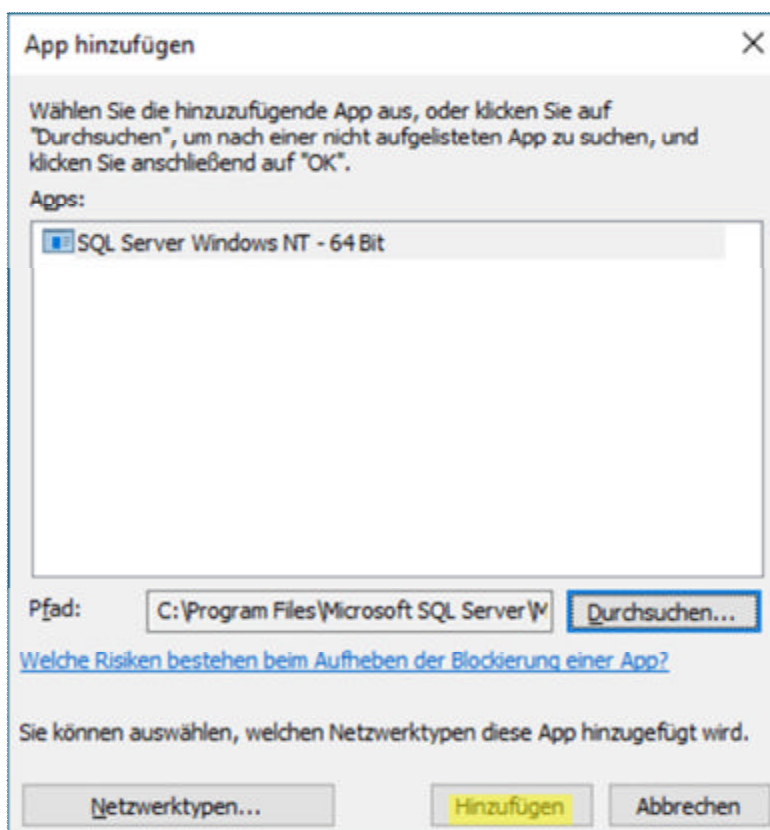 App hinzufügen
Wählen Sie die hinzuzufügende App aus, oder klicken Sie auf
"Durchsuchen", um nach einer nicht aufgelisteten App zu suchen, und
klicken Sie anschließend auf "OK".
Apps:
SQL Server Windows NT - 64 Bit
Pfad: C:\Program Files\Microsoft SQL Server\M Durchsuchen...
Welche Risiken bestehen beim Aufheben der Blockierung einer App?
Sie können auswählen, welchen Netzwerktypen diese App hinzugefügt wird.
Netzwerktypen... Hinzufügen Abbrechen